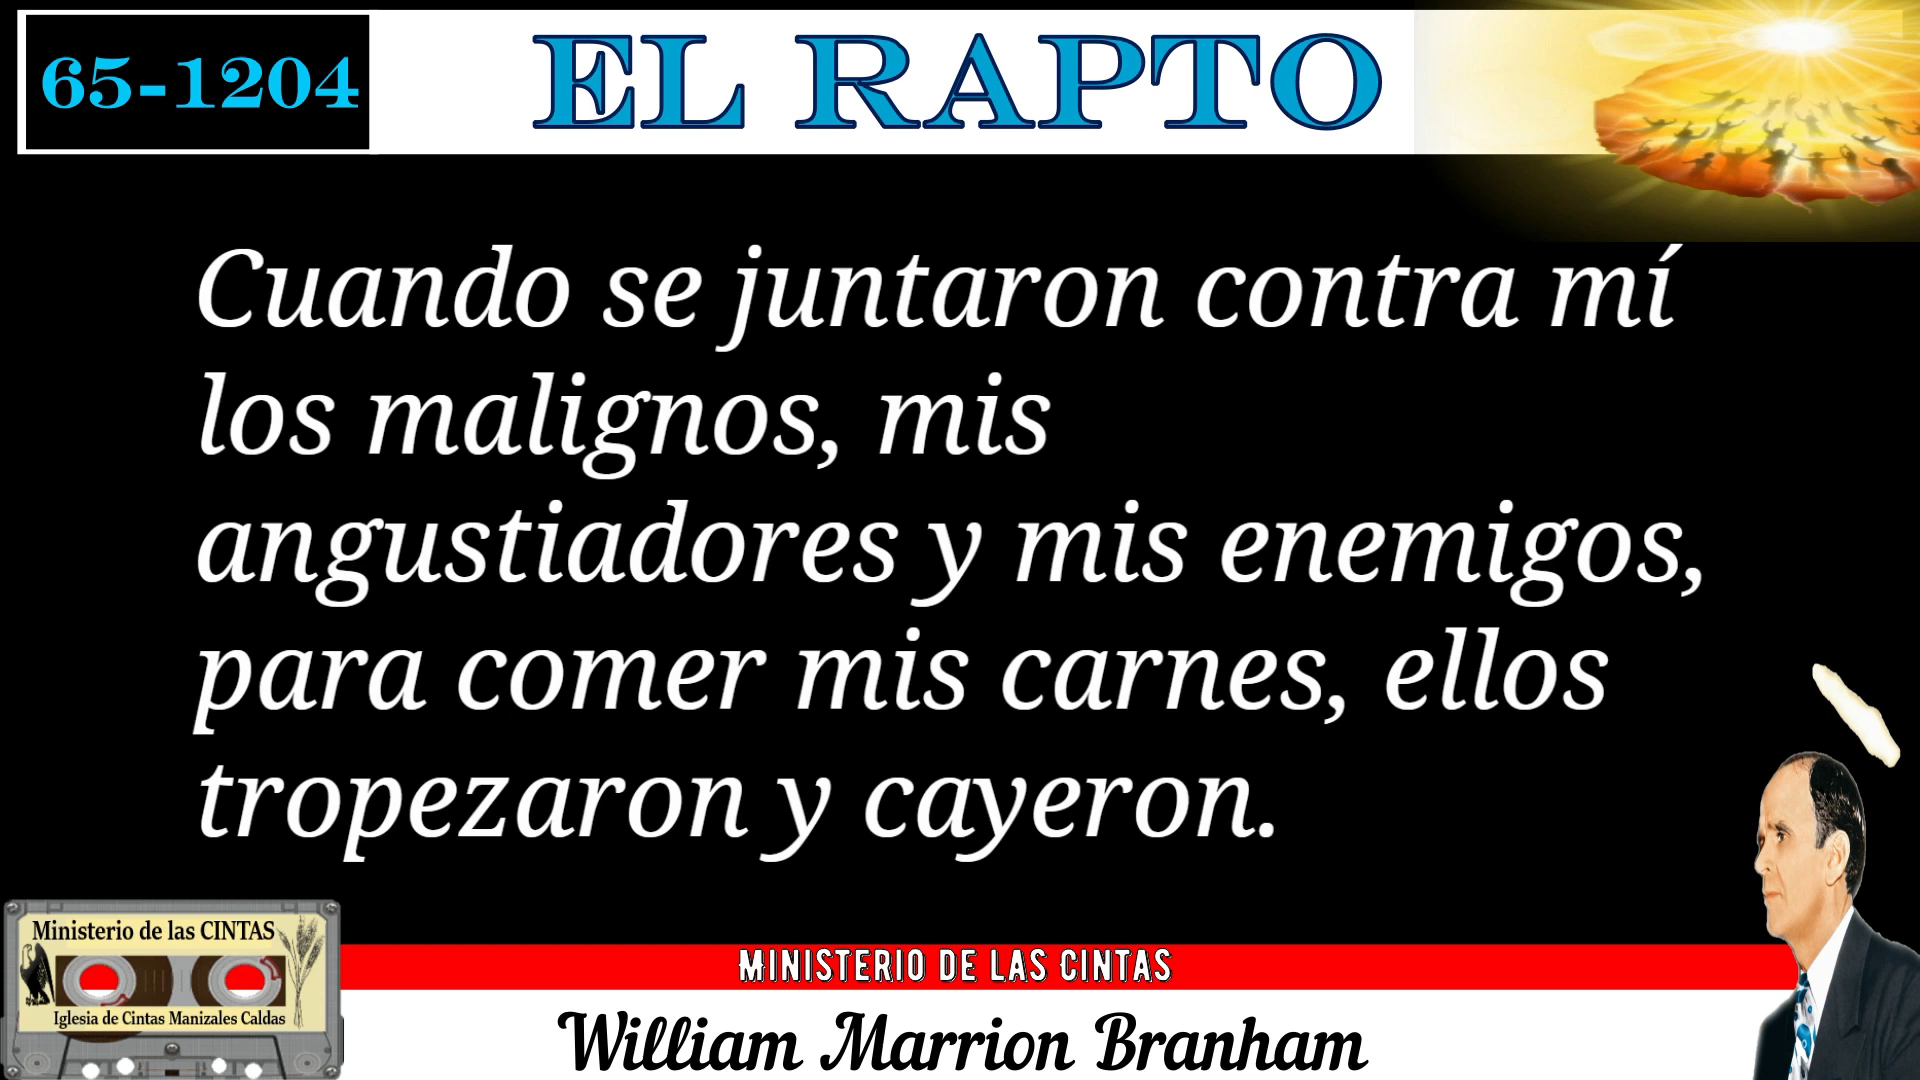 65-1204
EL RAPTO
Cuando se juntaron contra mí
los malignos, mis
angustiadores y mis enemigos,
para comer mis carnes, ellos
tropezaron y cayeron.
Ministerio de las CINTAS
Iglesia de Cintas Manizales Caldas
MINISTERIO DE LAS CINTAS
William Marrion Branham